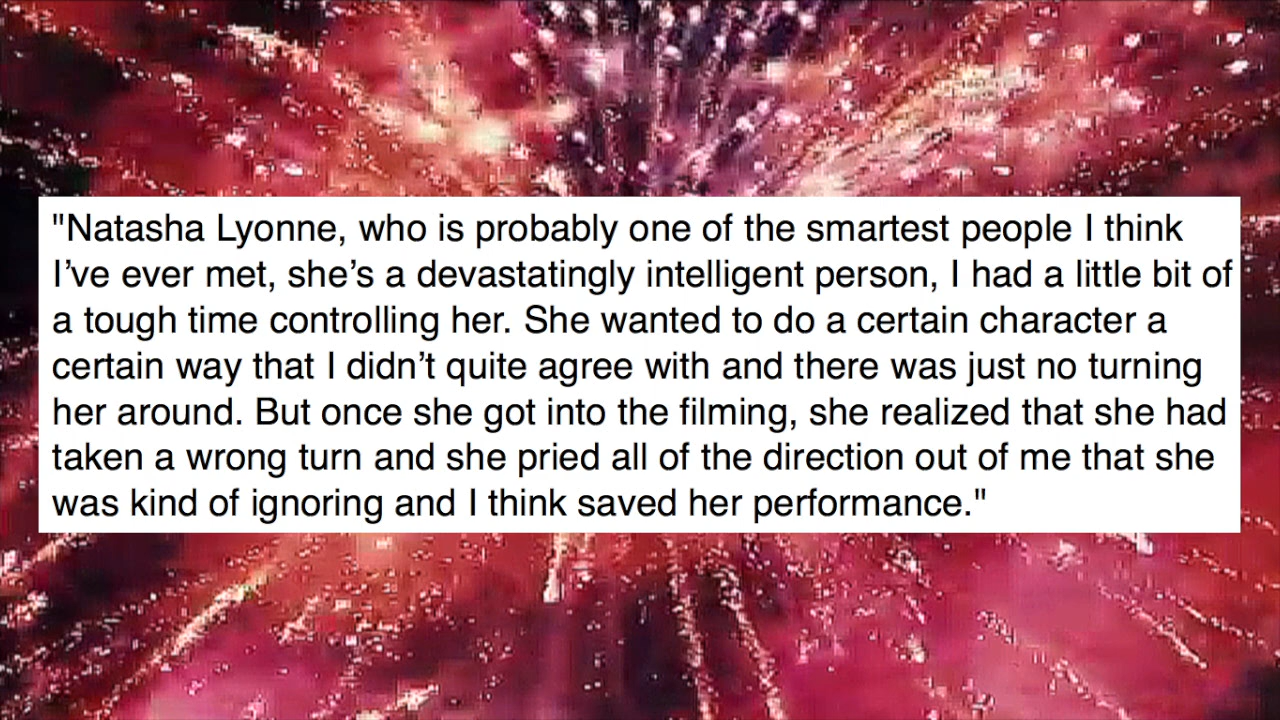 "Natasha Lyonne, who is probably one of the smartest people I think
I’ve ever met, she’s a devastatingly intelligent person, I had a little bit of
a tough time controlling her. She wanted to do a certain character a
certain way that I didn’t quite agree with and there was just no turning
her around. But once she got into the filming, she realized that she had
taken a wrong turn and she pried all of the direction out of me that she
was kind of ignoring and I think saved her performance."